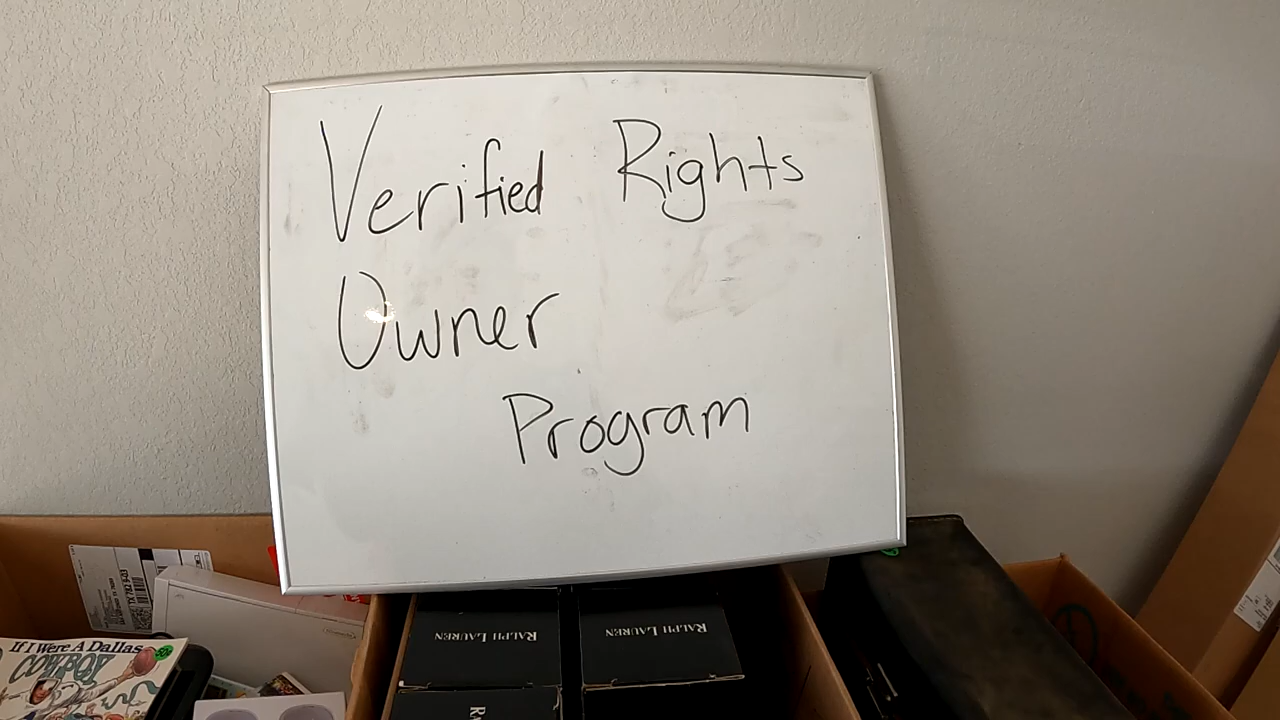 Verified Rights
Owner
Program
If I Were A Dallas
COWBOY
RALPH LAUREN
RALPH LAUREN